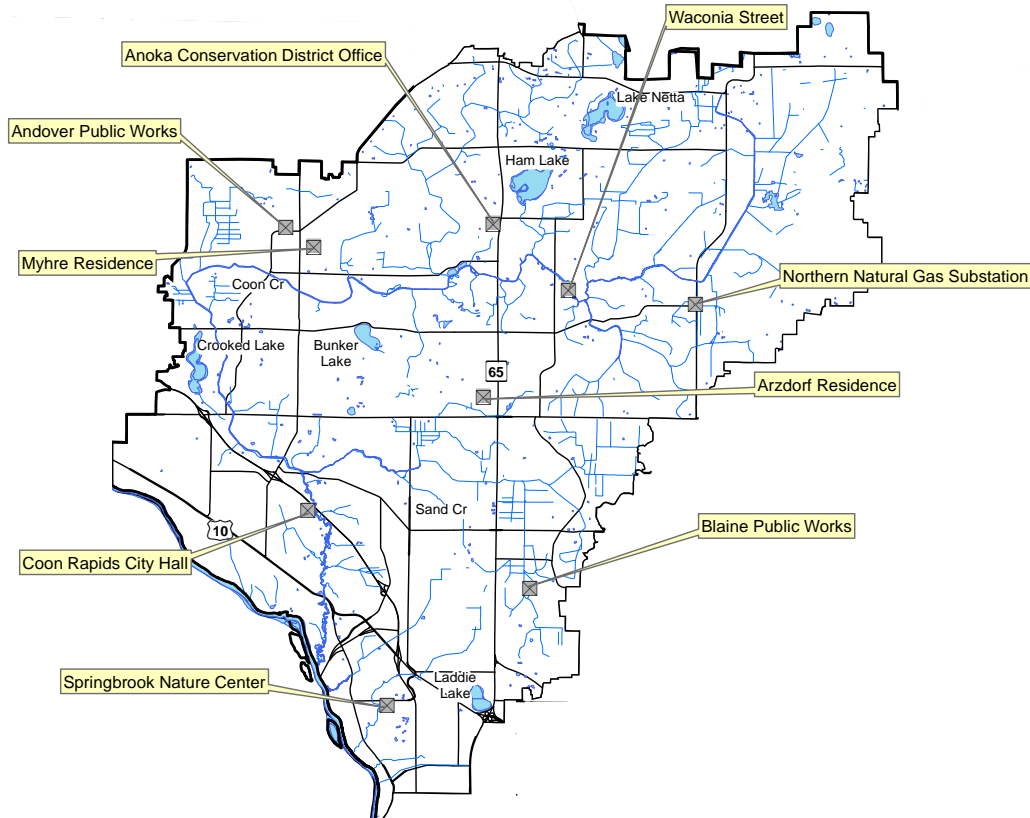 Waconia Street
Anoka Conservation District Office
Lake Netta
Andover Public Works
Ham Lake
Myhre Residence
Northern Natural Gas Substation
Coon Cr
Crooked Lake
Bunker
Lake
65
Arzdorf Residence
Sand Cr
10
Blaine Public Works
Coon Rapids City Hall
Springbrook Nature Center
Laddie
Lake